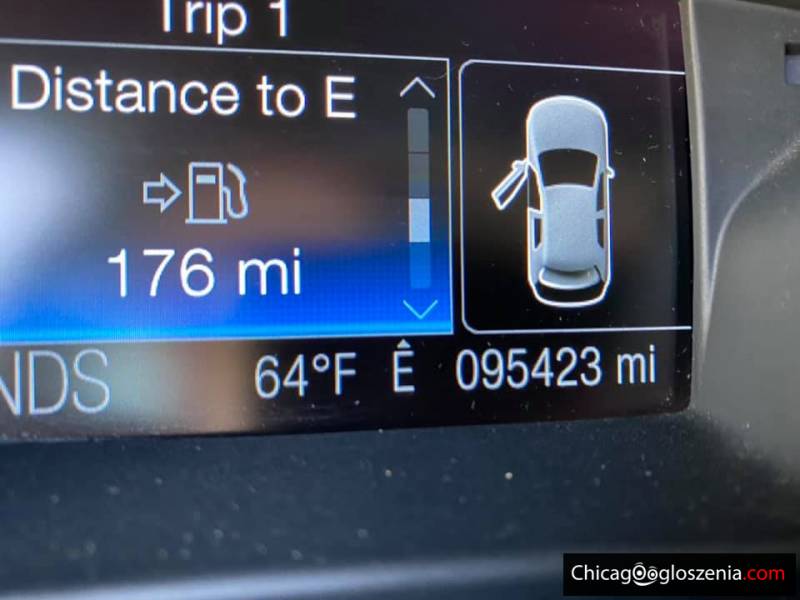 Trip 1
Distance to E
176 mi
NDS 64°F Ê 095423 mi
ChicagoOgloszenia.com